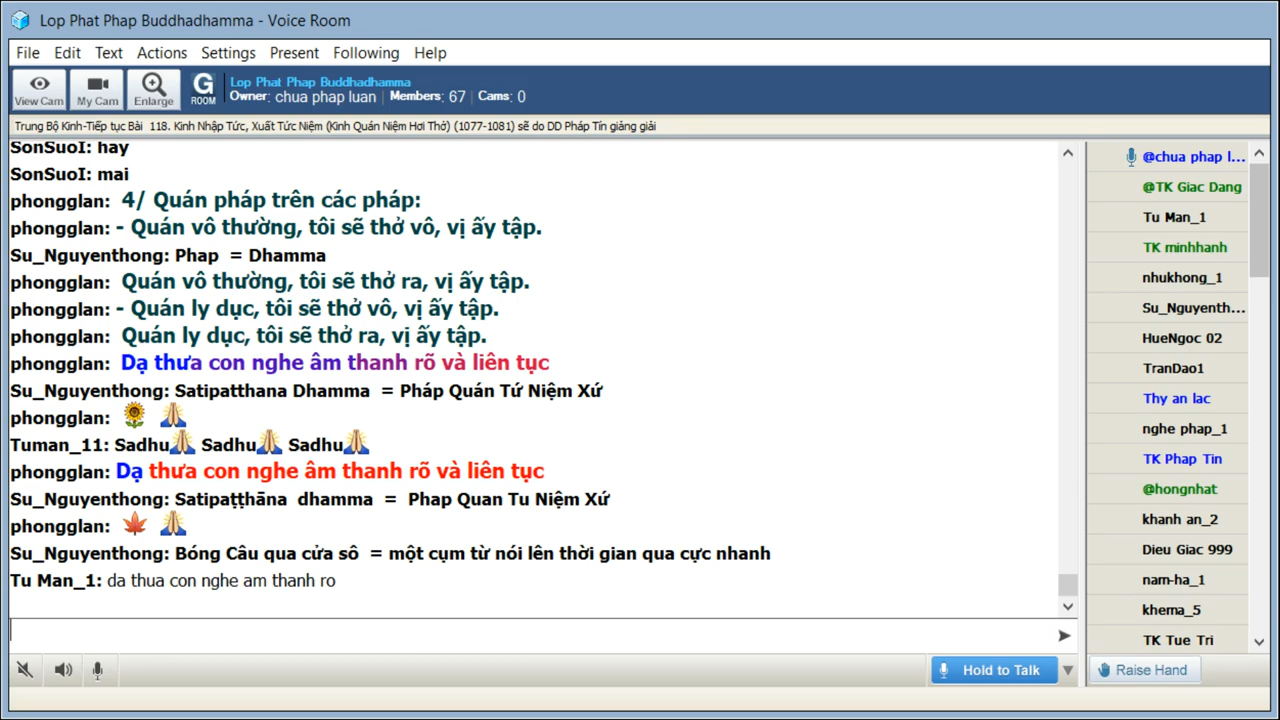 Lop Phat Phap Buddhadhamma - Voice Room
File Edit Text Actions Settings Present Following Help
View Cam
My Cam
Enlarge
G ROOM
Lop Phat Phap Buddhadhamma
Owner: chua phap luan | Members: 67 | Cams: 0
Trung Bộ Kinh-Tiếp tục Bài 118. Kinh Nhập Tức, Xuất Tức Niệm (Kinh Quán Niệm Hơi Thở) (1077-1081) sẽ do DD Pháp Tín giảng giải
SonSuoI: hay
SonSuoI: mai
phongglan: 4/ Quán pháp trên các pháp:
phongglan: - Quán vô thường, tôi sẽ thở vô, vị ấy tập.
Su_Nguyenthong: Phap = Dhamma
phongglan: Quán vô thường, tôi sẽ thở ra, vị ấy tập.
phongglan: - Quán ly dục, tôi sẽ thở vô, vị ấy tập.
phongglan: Quán ly dục, tôi sẽ thở ra, vị ấy tập.
phongglan: Dạ thưa con nghe âm thanh rõ và liên tục
Su_Nguyenthong: Satipatthana Dhamma = Pháp Quán Tứ Niệm Xứ
phongglan: 🌻 🙏
Tuman_11: Sadhu🙏 Sadhu🙏 Sadhu🙏
phongglan: Dạ thưa con nghe âm thanh rõ và liên tục
Su_Nguyenthong: Satipaṭṭhāna dhamma = Phap Quan Tu Niệm Xứ
phongglan: 🍁 🙏
Su_Nguyenthong: Bóng Câu qua cửa sô = một cụm từ nói lên thời gian qua cực nhanh
Tu Man_1: da thua con nghe am thanh ro
@chua phap l...
@TK Giac Dang
Tu Man_1
TK minhhanh
nhukhong_1
Su_Nguyenth...
HueNgoc 02
TranDao1
Thy an lac
nghe phap_1
TK Phap Tin
@hongnhat
khanh an_2
Dieu Giac 999
nam-ha_1
khema_5
TK Tue Tri
Hold to Talk
Raise Hand